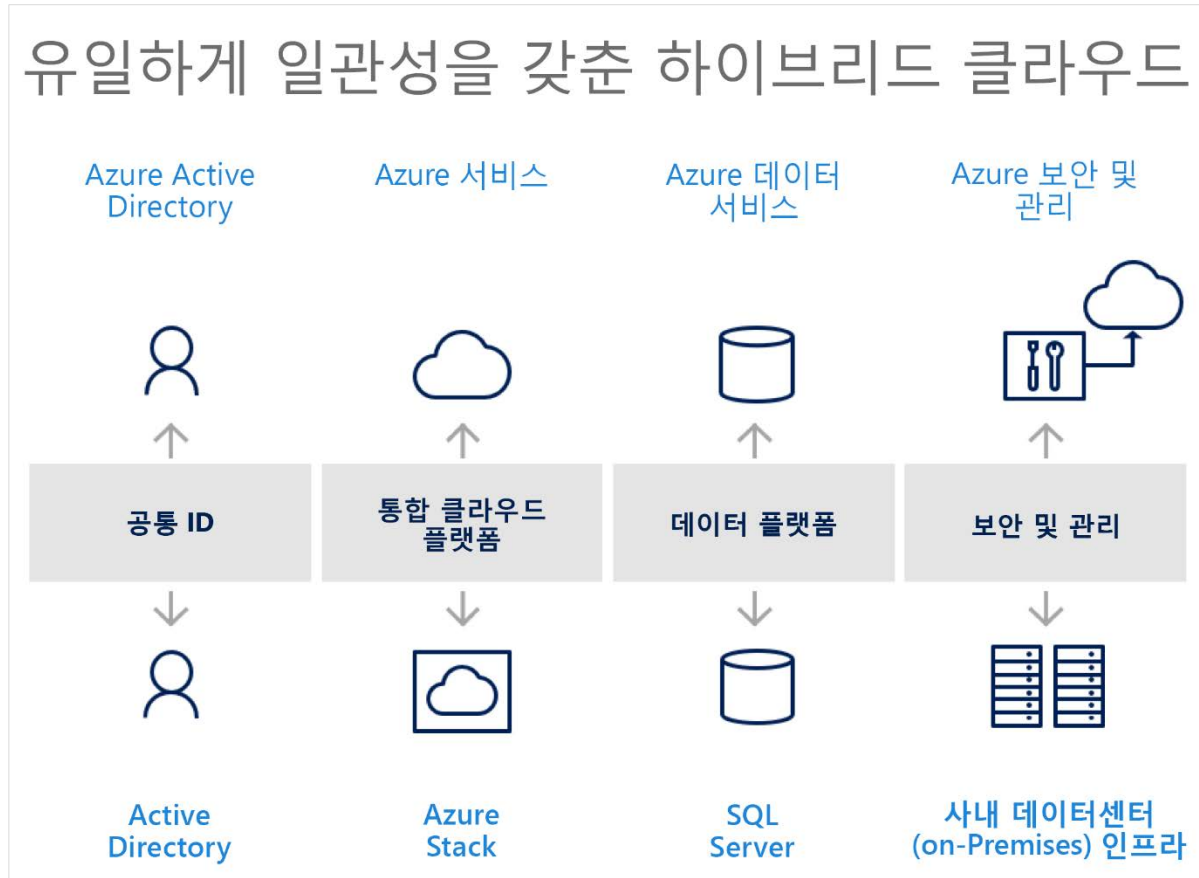 유일하게 일관성을 갖춘 하이브리드 클라우드
Azure Active
Directory
Azure 서비스
Azure 데이터
서비스
Azure 보안 및
관리
공통 ID
통합 클라우드
플랫폼
데이터 플랫폼
보안 및 관리
Active
Directory
Azure
Stack
SQL
Server
사내 데이터센터
(on-Premises) 인프라